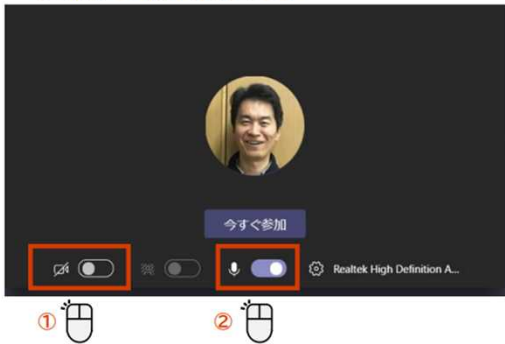 今すぐ参加
Realtek High Definition A...
① ②